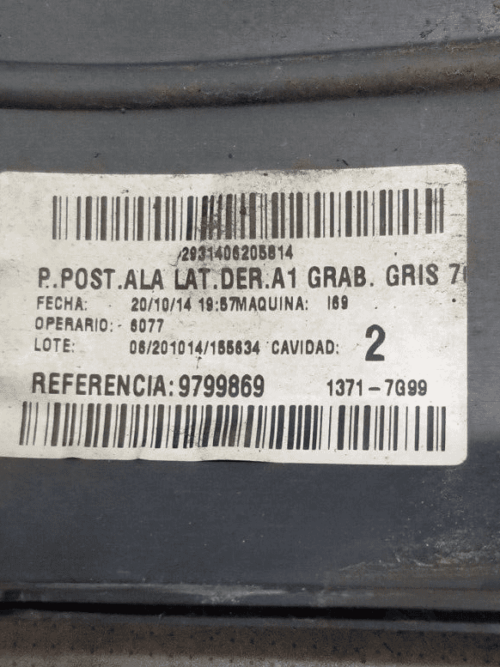 2931406205814
P..POST.ALA LAT.DER.A1 GRAB. GRIS
FECHA: 20/10/14 19:57MAQUINA: I69
OPERARIO: 6077
LOTE: 06/201014/155634 CAVIDAD: 2
REFERENCIA:9799869 1371-7G99